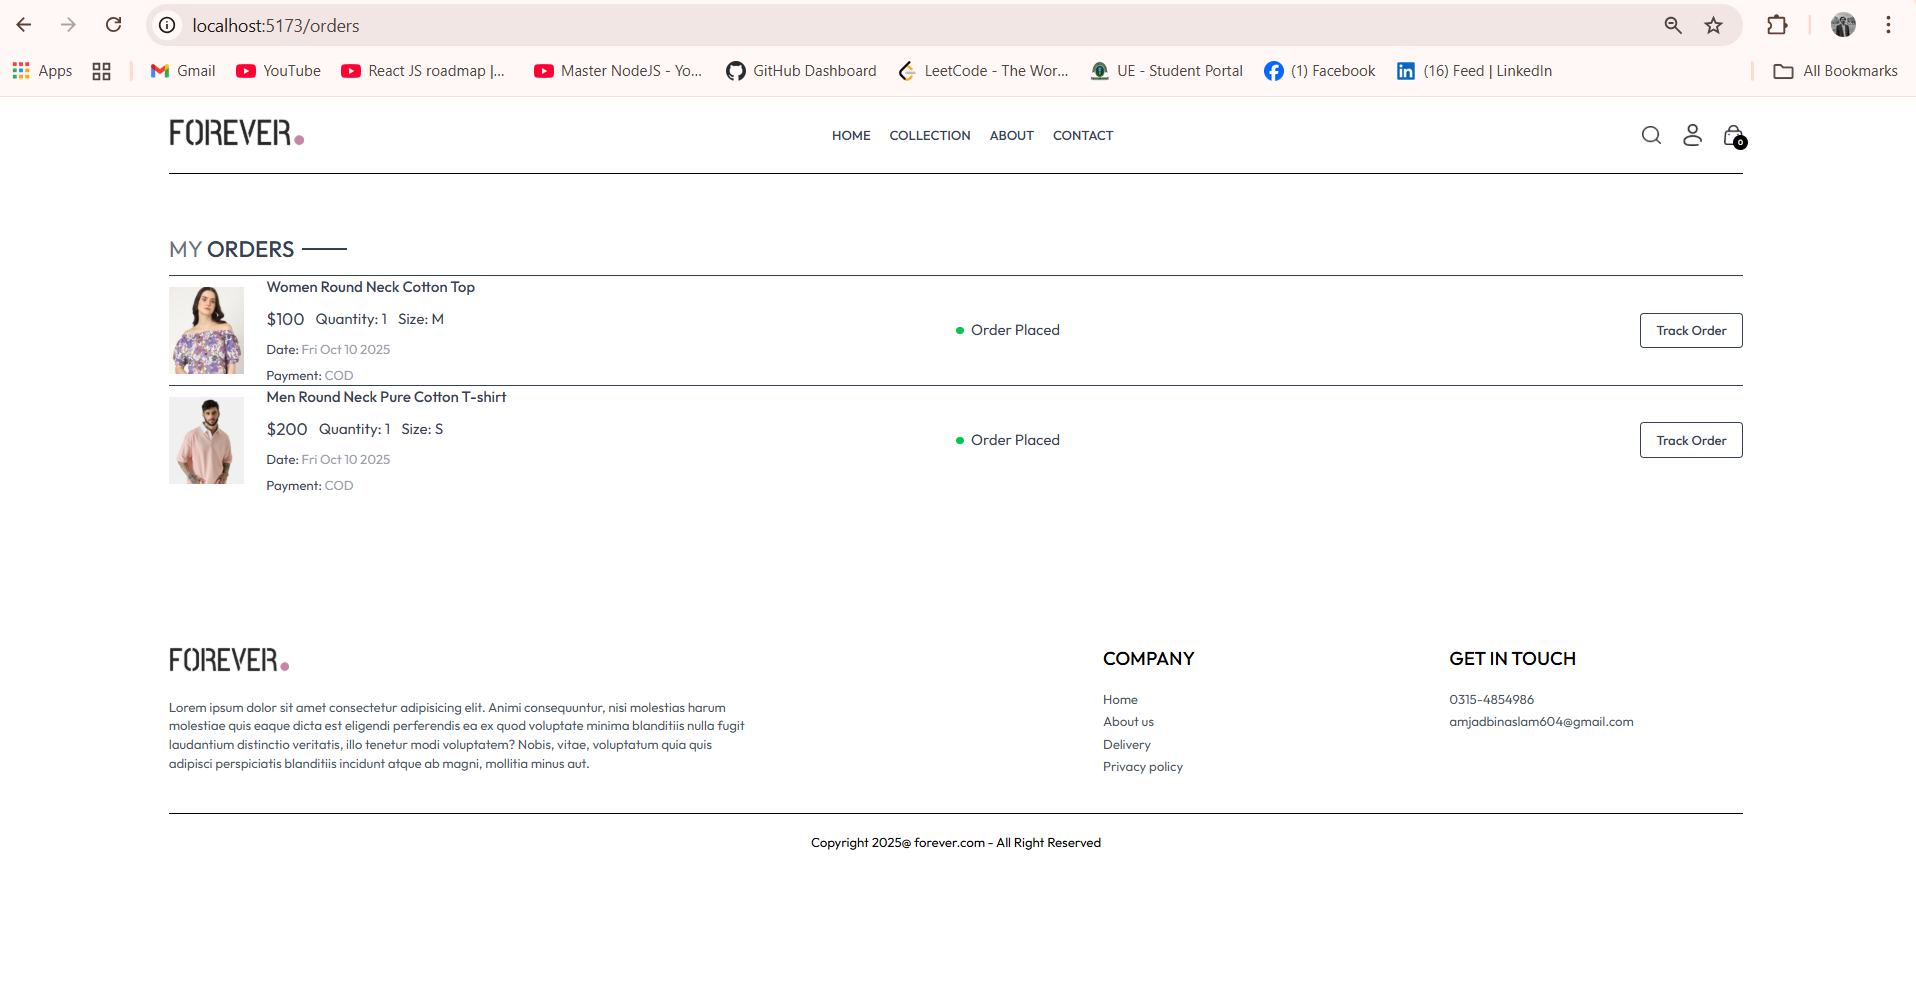 localhost:5173/orders
Apps
Gmail
YouTube
React JS roadmap |...
Master NodeJS - Yo...
GitHub Dashboard
LeetCode - The Wor...
UE - Student Portal
(1) Facebook
(16) Feed | LinkedIn
All Bookmarks
FOREVER.
HOME
COLLECTION
ABOUT
CONTACT
0
MY ORDERS
Women Round Neck Cotton Top
$100 Quantity: 1 Size: M
Date: Fri Oct 10 2025
Payment: COD
Order Placed
Track Order
Men Round Neck Pure Cotton T-shirt
$200 Quantity: 1 Size: S
Date: Fri Oct 10 2025
Payment: COD
Order Placed
Track Order
FOREVER.
Lorem ipsum dolor sit amet consectetur adipisicing elit. Animi consequuntur, nisi molestias harum
molestiae quis eaque dicta est eligendi perferendis ea ex quod voluptate minima blanditiis nulla fugit
laudantium distinctio veritatis, illo tenetur modi voluptatem? Nobis, vitae, voluptatum quia quis
adipisci perspiciatis blanditiis incidunt atque ab magni, mollitia minus aut.
COMPANY
Home
About us
Delivery
Privacy policy
GET IN TOUCH
0315-4854986
amjadbinaslam604@gmail.com
Copyright 2025@ forever.com - All Right Reserved